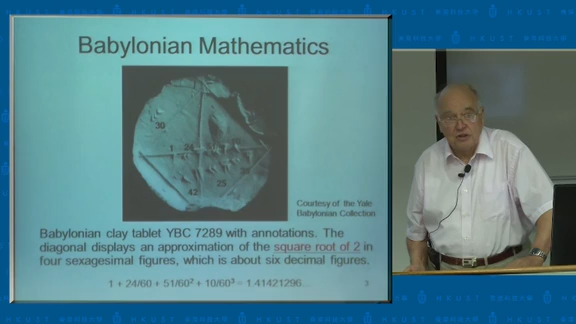 HKUST
Babylonian Mathematics
30
1 24 51 10
42 25 35
Courtesy of the Yale
Babylonian Collection
Babylonian clay tablet YBC 7289 with annotations. The
diagonal displays an approximation of the square root of 2 in
four sexagesimal figures, which is about six decimal figures.
1 + 24/60 + 51/60² + 10/60³ = 1.41421296...
3